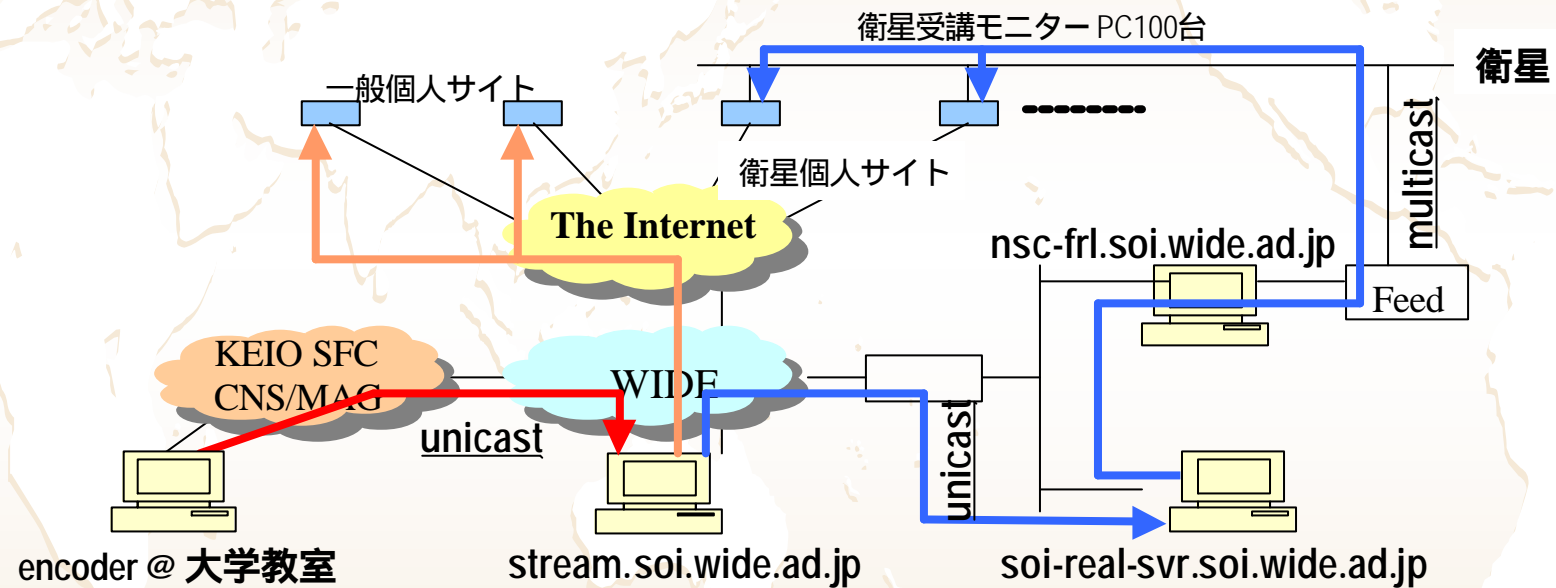 衛星受講モニター PC100台
衛星
一般個人サイト
multicast
衛星個人サイト
The Internet
nsc-frl.soi.wide.ad.jp
Feed
KEIO SFC
CNS/MAG
WIDE
unicast
unicast
encoder @ 大学教室
stream.soi.wide.ad.jp
soi-real-svr.soi.wide.ad.jp